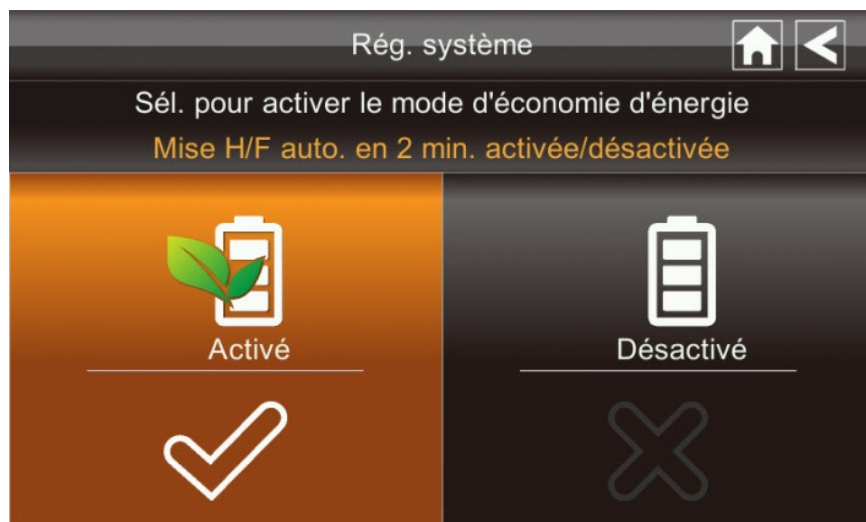 Rég. système
Sél. pour activer le mode d'économie d'énergie
Mise H/F auto. en 2 min. activée/désactivée
Activé
Désactivé